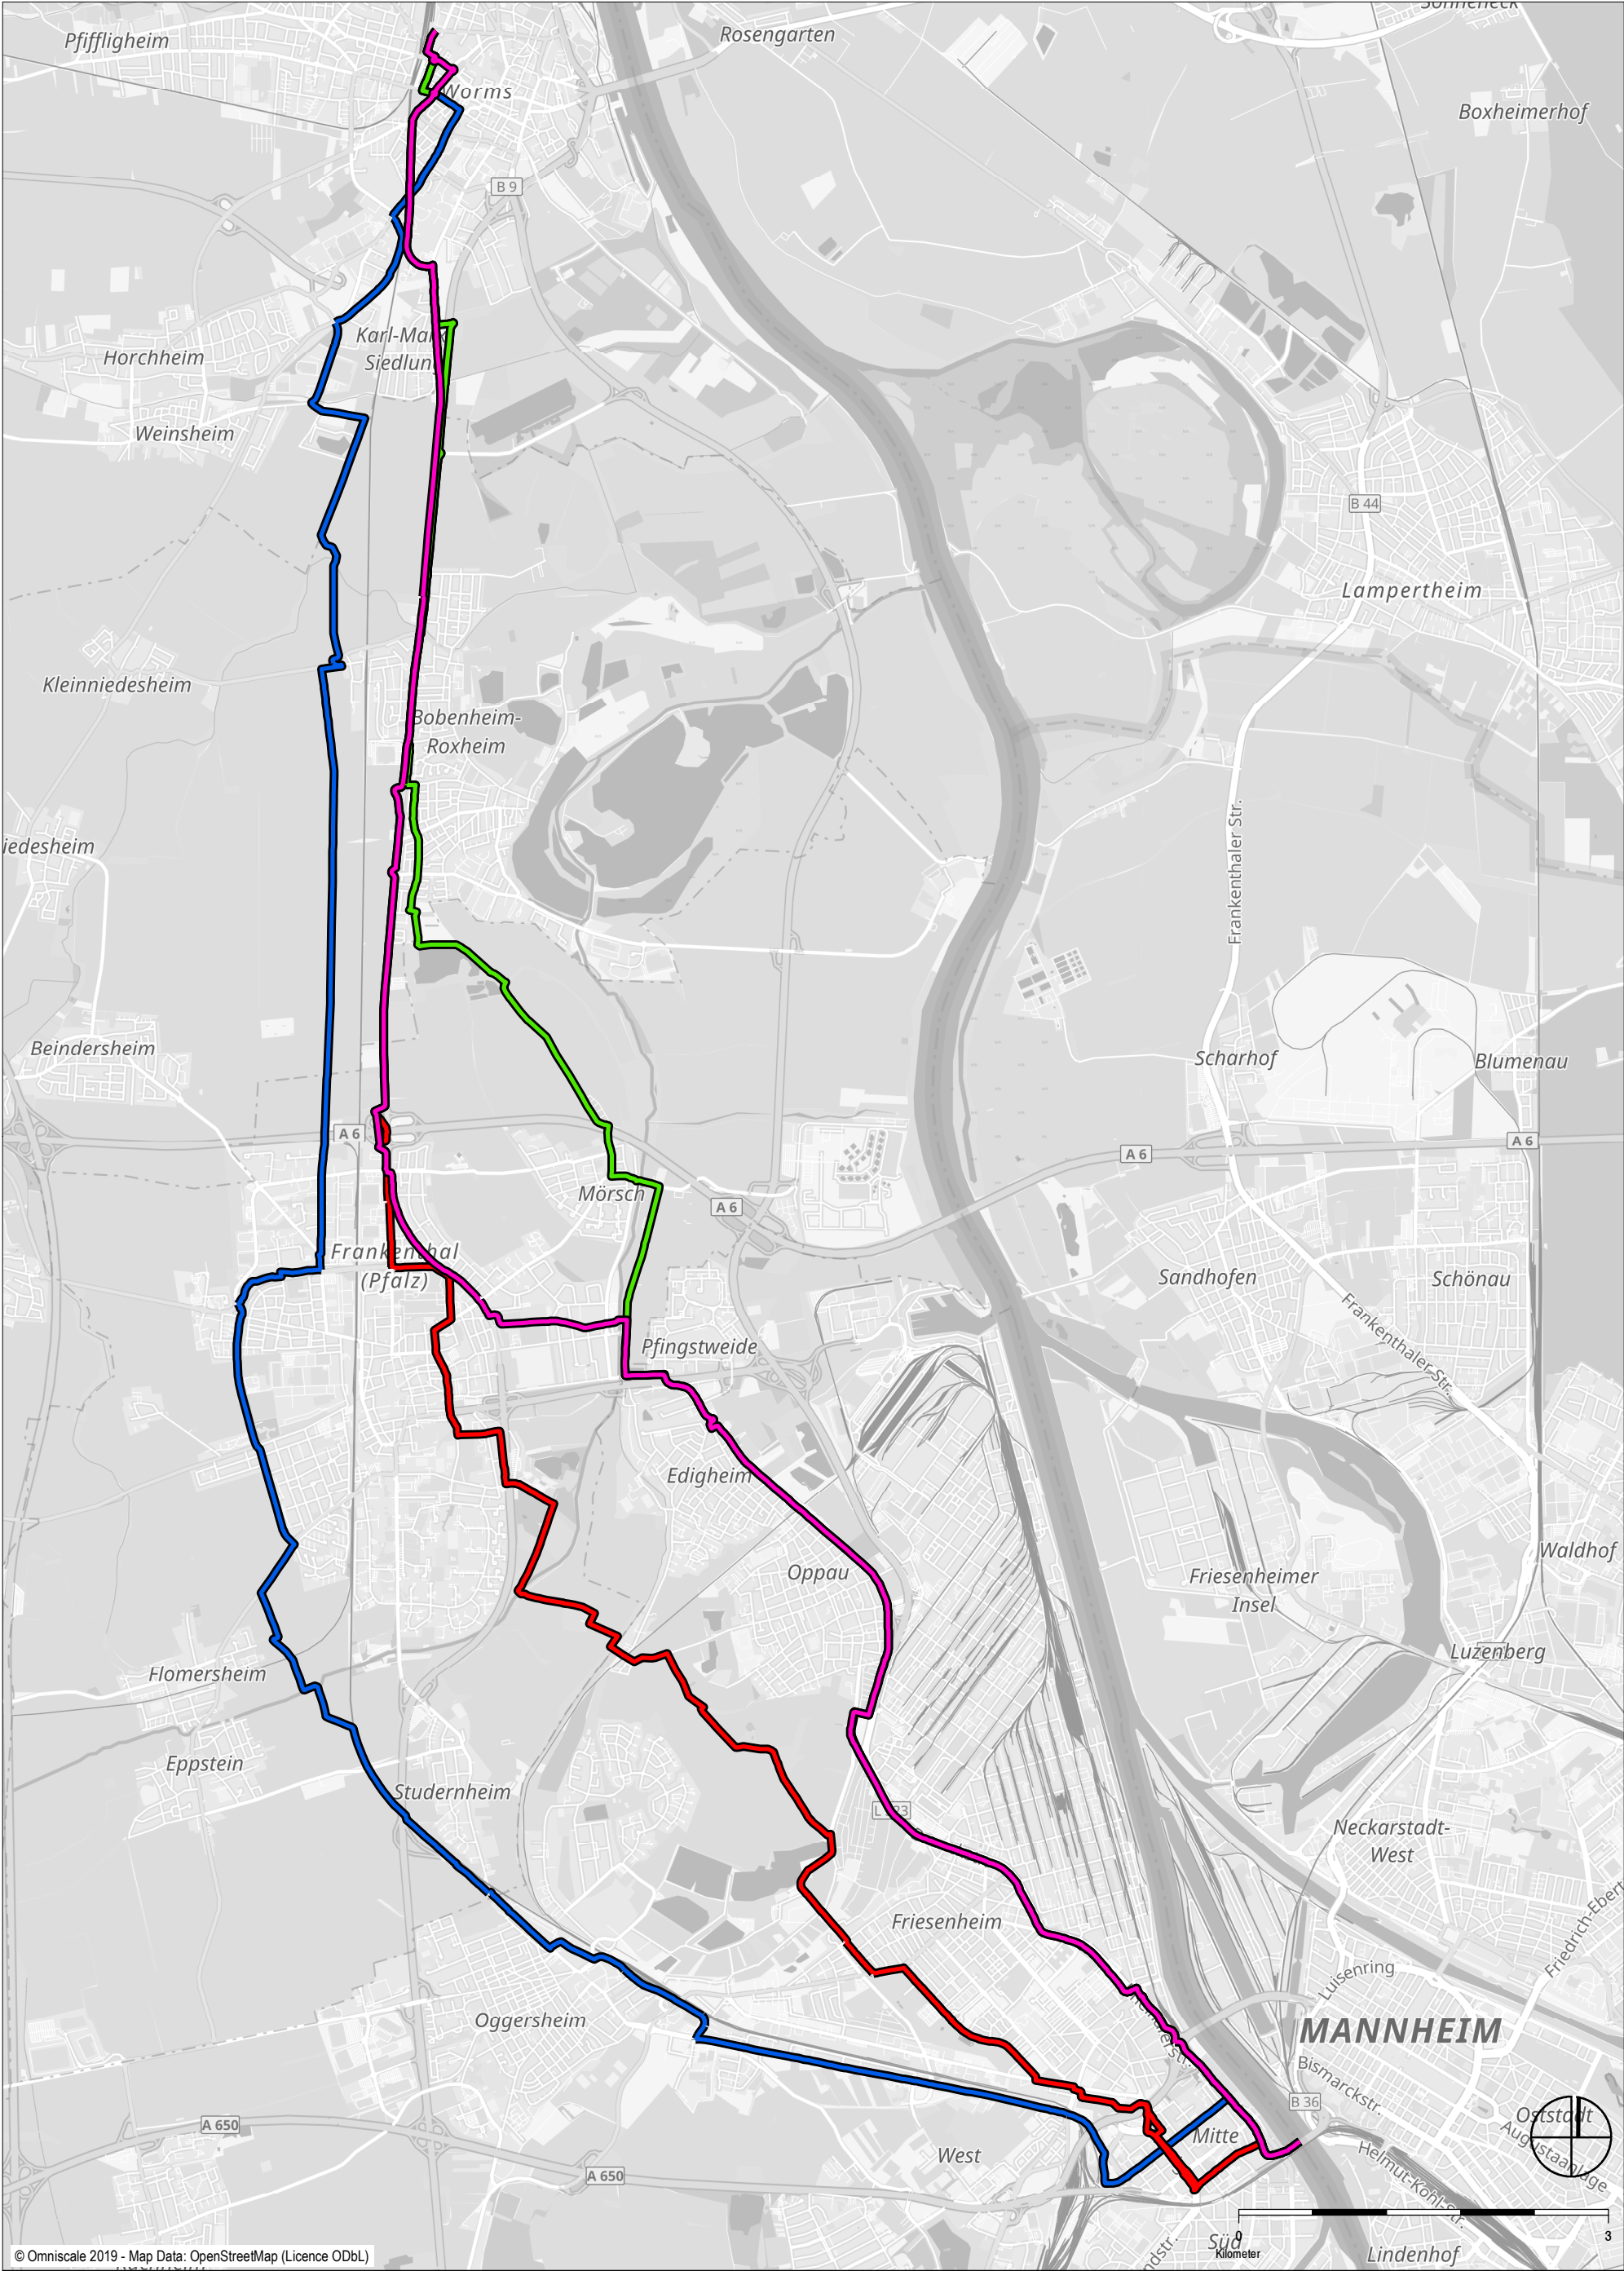 Sonneneck
Pfiffligheim
Rosengarten
Worms
Boxheimerhof
B 9
Karl-Marx
Siedlung
Horchheim
Weinsheim
B 44
Lampertheim
Kleinniedesheim
Bobenheim-
Roxheim
iedesheim
Frankenthaler Str.
Beindersheim
Scharhof
Blumenau
A 6
A 6
A 6
Mörsch
A 6
Frankenthal
(Pfalz)
Sandhofen
Schönau
Frankenthaler Str.
Pfingstweide
Edigheim
Oppau
Waldhof
Friesenheimer
Insel
Luzenberg
Flomersheim
Eppstein
Studernheim
Neckarstadt-
West
Friesenheim
Friedrich-Ebert
Luisenring
Oggersheim
MANNHEIM
Bismarckstr.
B 36
Oststadt
Augustaanlage
A 650
Mitte
West
Helmut-Kohl-Str.
A 650
Süd
0
3
Kilometer
Lindenhof
ndstr.
© Omniscale 2019 - Map Data: OpenStreetMap (Licence ODbL)